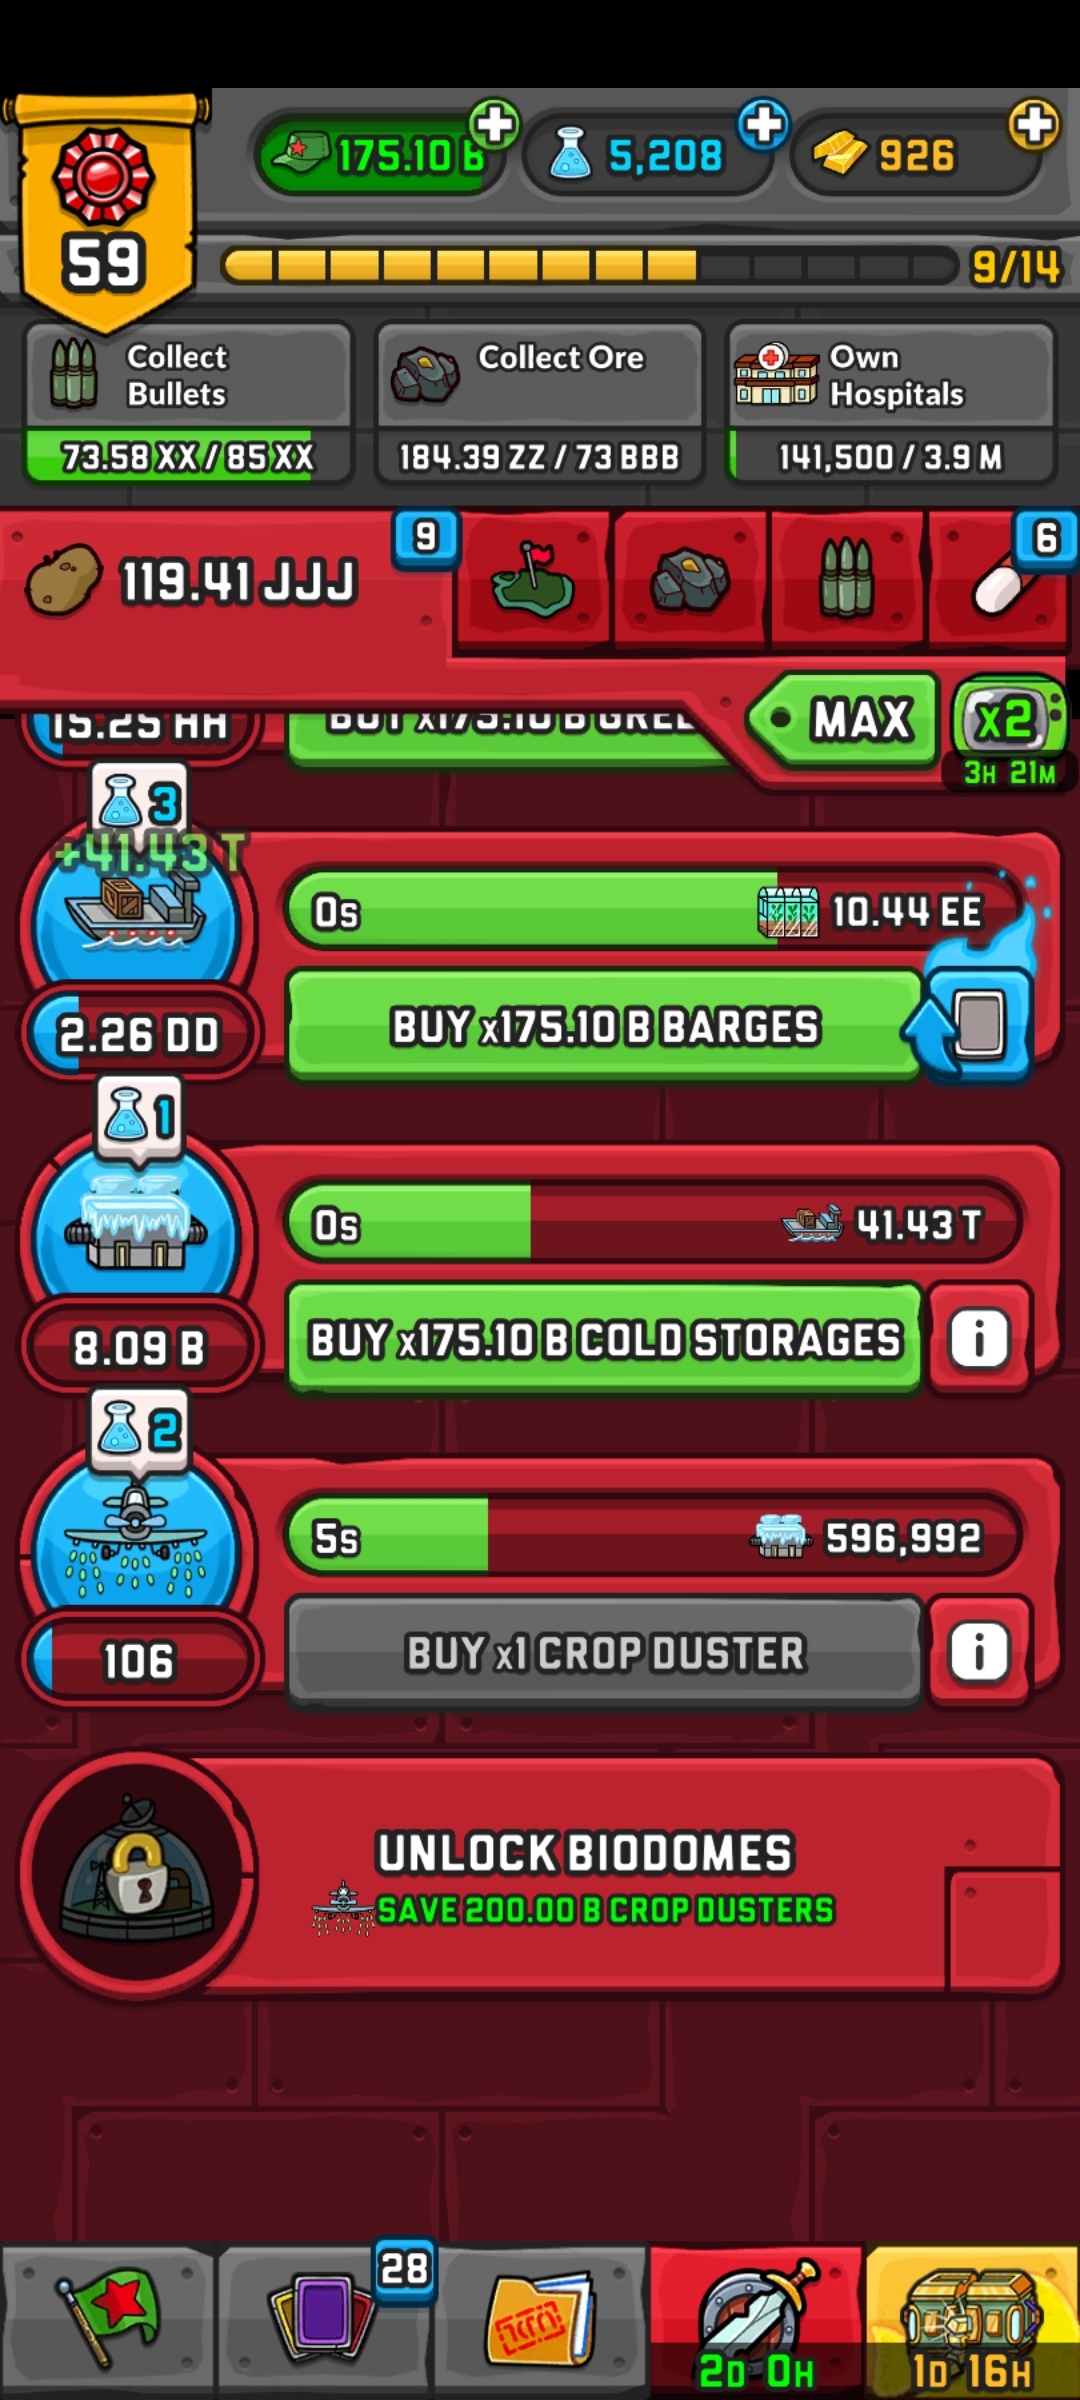 175.10 B
5,208
926
59
9/14
Collect
Bullets
Collect Ore
Own
Hospitals
73.58 XX / 85 XX
184.39 ZZ / 73 BBB
141,500 / 3.9 M
119.41 JJJ
9
6
MAX
x2
3H 21M
15.25 HH
BUY x175.10 B GREE
3
+41.43 T
0s
10.44 EE
2.26 DD
BUY x175.10 B BARGES
1
0s
41.43 T
8.09 B
BUY x175.10 B COLD STORAGES
i
2
5s
596,992
106
BUY x1 CROP DUSTER
i
UNLOCK BIODOMES
SAVE 200.00 B CROP DUSTERS
28
2D 0H
1D 16H